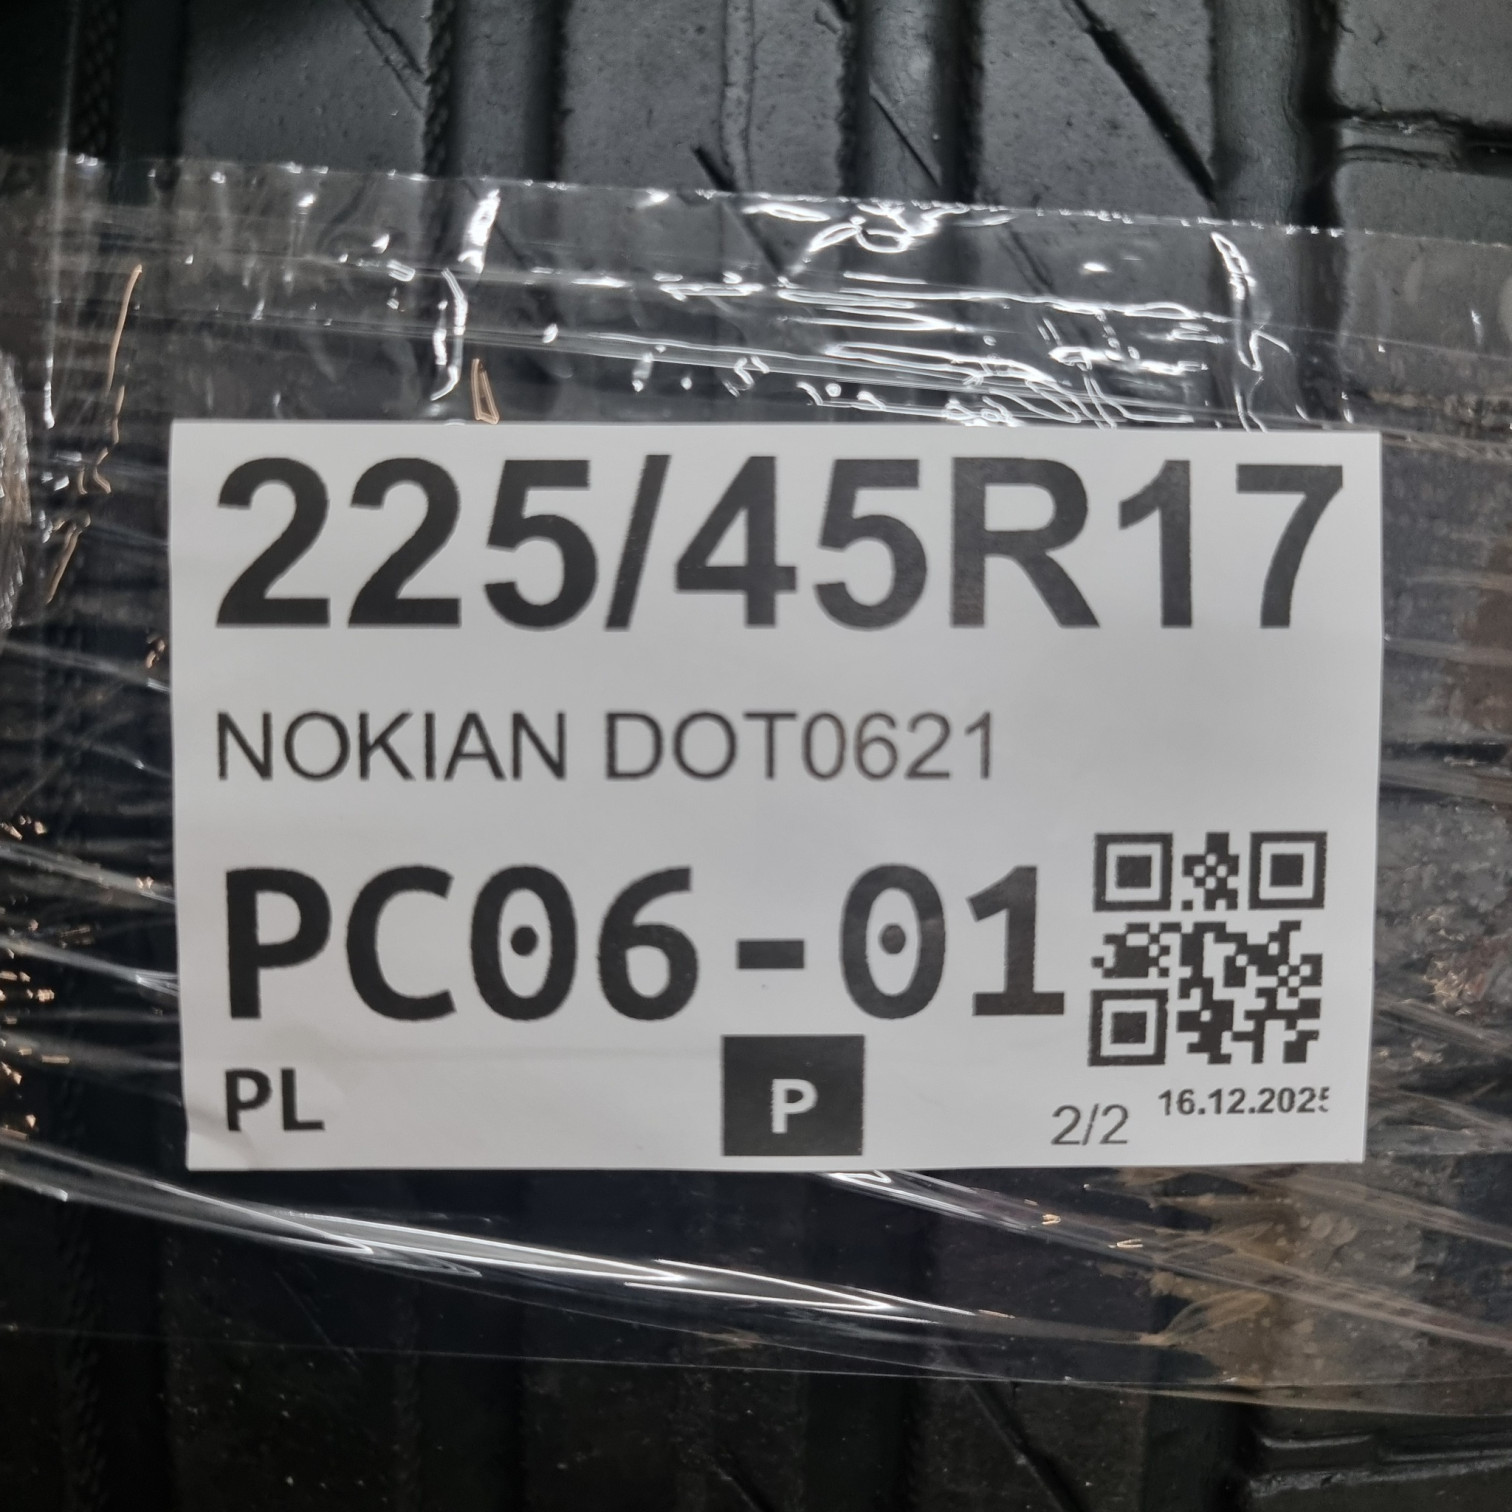 225/45R17
NOKIAN DOT0621
PC06-01
PL
P
2/2
16.12.2025